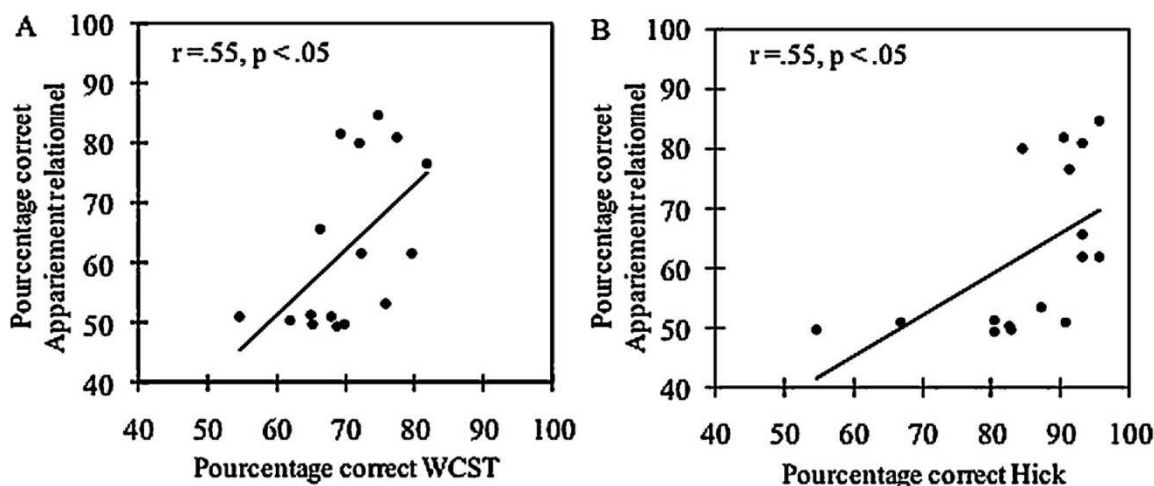 A
r=.55, p < .05
100
90
80
70
60
50
40
Pourcentage correct
Appariement relationnel
40 50 60 70 80 90 100
Pourcentage correct WCST
B
r=.55, p < .05
100
90
80
70
60
50
40
Pourcentage corrcet
Appariement relationnel
40 50 60 70 80 90 100
Pourcentage correct Hick